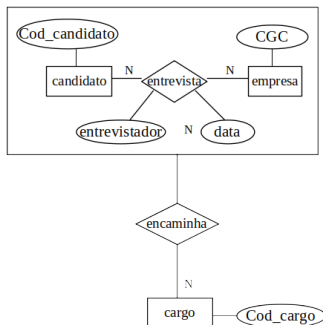 Cod_candidato
CGC
candidato
N
entrevista
N
empresa
entrevistador
N
data
encaminha
N
cargo
Cod_cargo